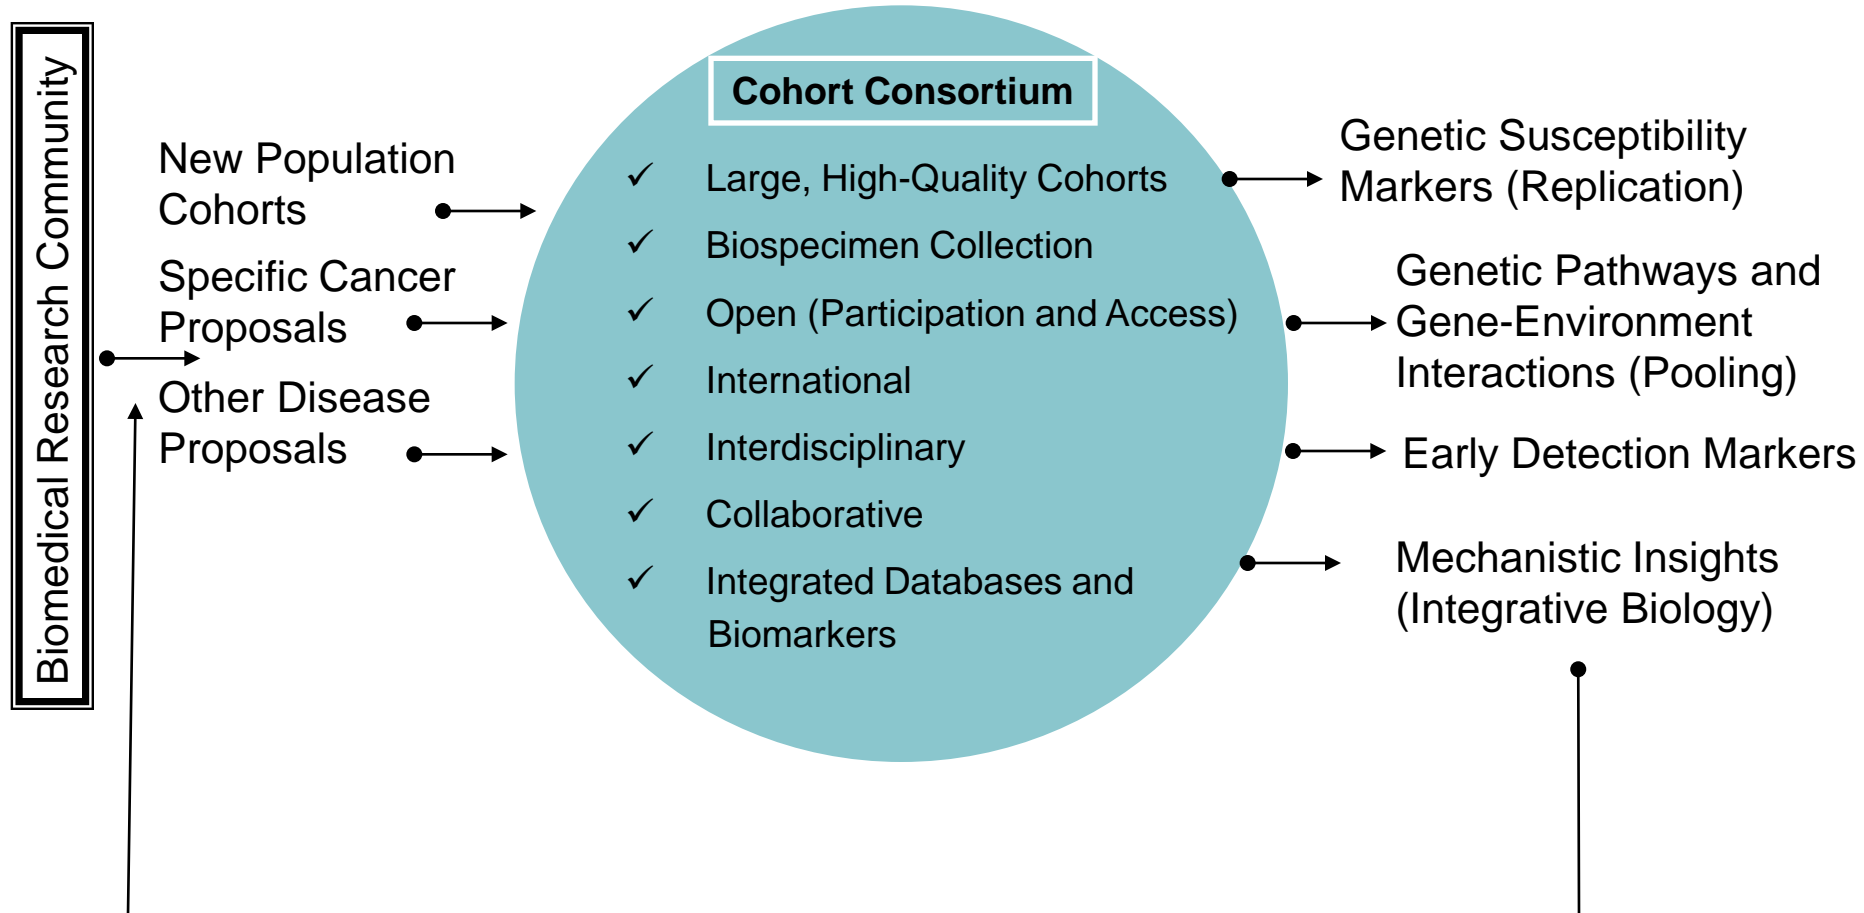 Biomedical Research Community
New Population
Cohorts
Specific Cancer
Proposals
Other Disease
Proposals
Cohort Consortium
✓ Large, High-Quality Cohorts
✓ Biospecimen Collection
✓ Open (Participation and Access)
✓ International
✓ Interdisciplinary
✓ Collaborative
✓ Integrated Databases and
Biomarkers
Genetic Susceptibility
Markers (Replication)
Genetic Pathways and
Gene-Environment
Interactions (Pooling)
Early Detection Markers
Mechanistic Insights
(Integrative Biology)